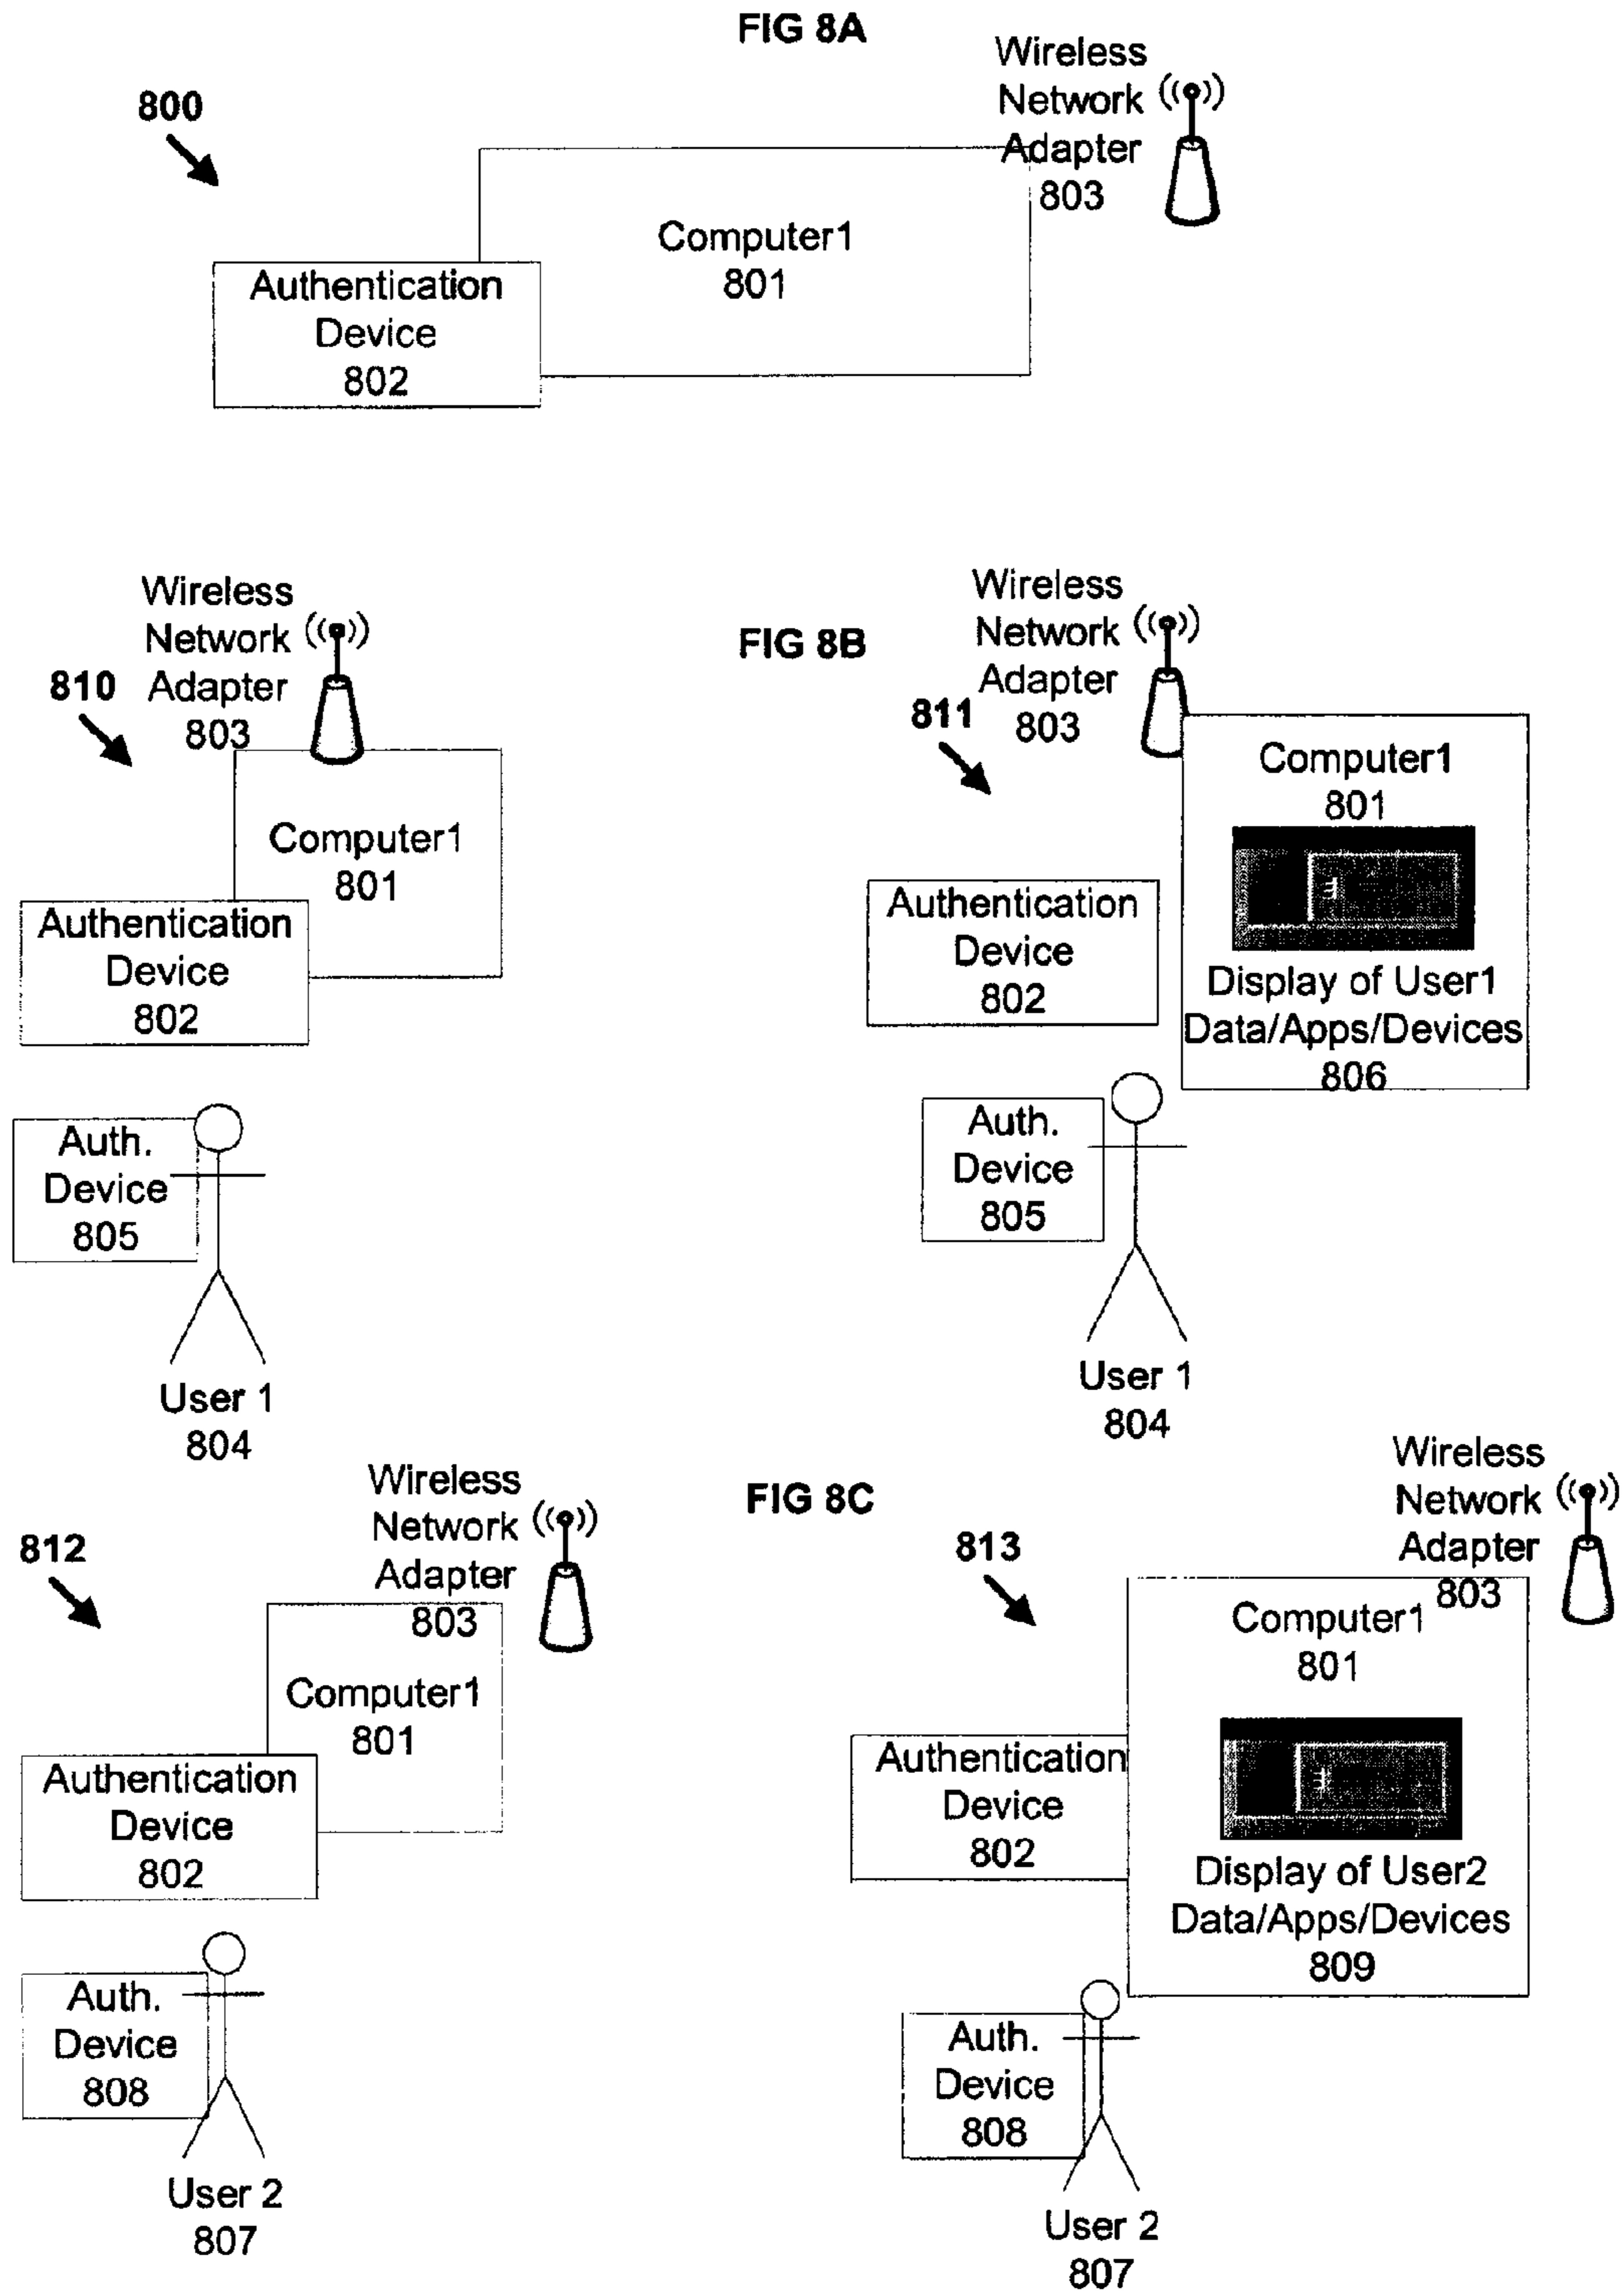 FIG 8A
Wireless
Network
Adapter
803
800
Computer1
801
Authentication
Device
802
FIG 8B
810
Wireless
Network
Adapter
803
Computer1
801
Authentication
Device
802
Auth.
Device
805
User 1
804
811
Wireless
Network
Adapter
803
Computer1
801
Display of User1
Data/Apps/Devices
806
Authentication
Device
802
Auth.
Device
805
User 1
804
FIG 8C
812
Wireless
Network
Adapter
803
Computer1
801
Authentication
Device
802
Auth.
Device
808
User 2
807
813
Wireless
Network
Adapter
803
Computer1
801
Display of User2
Data/Apps/Devices
809
Authentication
Device
802
Auth.
Device
808
User 2
807